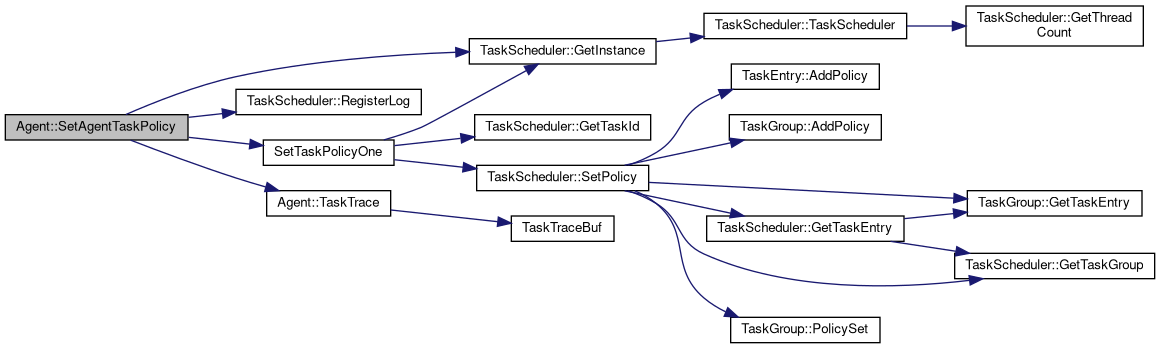 Agent::SetAgentTaskPolicy
TaskScheduler::GetInstance
TaskScheduler::TaskScheduler
TaskScheduler::GetThread
Count
TaskScheduler::RegisterLog
SetTaskPolicyOne
TaskScheduler::GetTaskId
TaskScheduler::SetPolicy
TaskEntry::AddPolicy
TaskGroup::AddPolicy
TaskGroup::GetTaskEntry
TaskScheduler::GetTaskEntry
TaskScheduler::GetTaskGroup
TaskGroup::PolicySet
Agent::TaskTrace
TaskTraceBuf